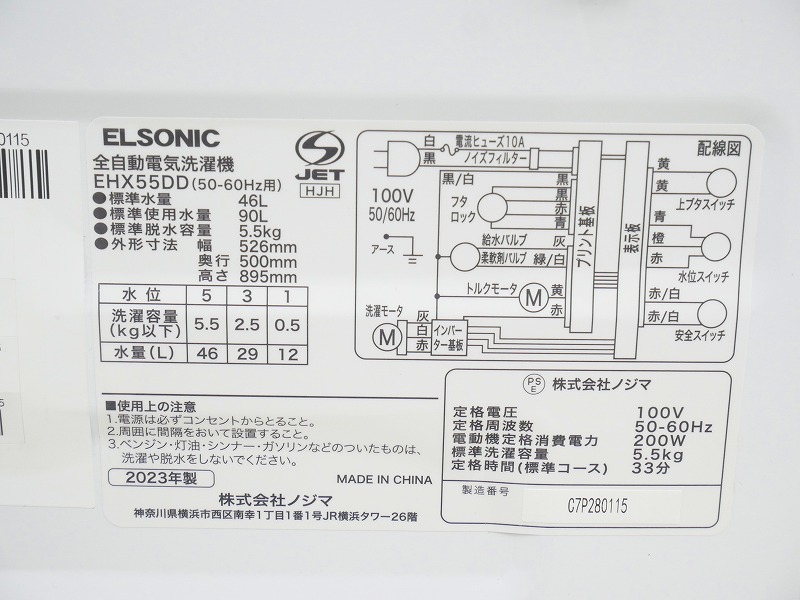 0115
ELSONIC
全自動電気洗濯機
EHX55DD(50-60Hz用)
S
JET
HJH
●標準水量 46L
●標準使用水量 90L
●標準脱水容量 5.5kg
●外形寸法 幅 526mm
奥行 500mm
高さ 895mm
水位 5 3 1
洗濯容量(kg以下) 5.5 2.5 0.5
水量(L) 46 29 12
配線図
白 電流ヒューズ10A
黒 ノイズフィルター
100V
50/60Hz
アース
黒/白
フタロック
黒
黒
赤
青
給水バルブ 灰
柔軟剤バルブ 緑/白
トルクモータ M 黄
赤
洗濯モータ
M
灰
白
赤
インバーター基板
プリント基板
表示板
黄
黄
上ブタスイッチ
青
橙
赤
水位スイッチ
赤/白
赤/白
安全スイッチ
■使用上の注意
1.電源は必ずコンセントからとること。
2.周囲に間隔をおいて設置すること。
3.ベンジン・灯油・シンナー・ガソリンなどのついたものは、
洗濯や脱水をしないでください。
2023年製
MADE IN CHINA
株式会社ノジマ
神奈川県横浜市西区南幸1丁目1番1号JR横浜タワー26階
PSE 株式会社ノジマ
定格電圧 100V
定格周波数 50-60Hz
電動機定格消費電力 200W
標準洗濯容量 5.5kg
定格時間(標準コース) 33分
製造番号 C7P280115